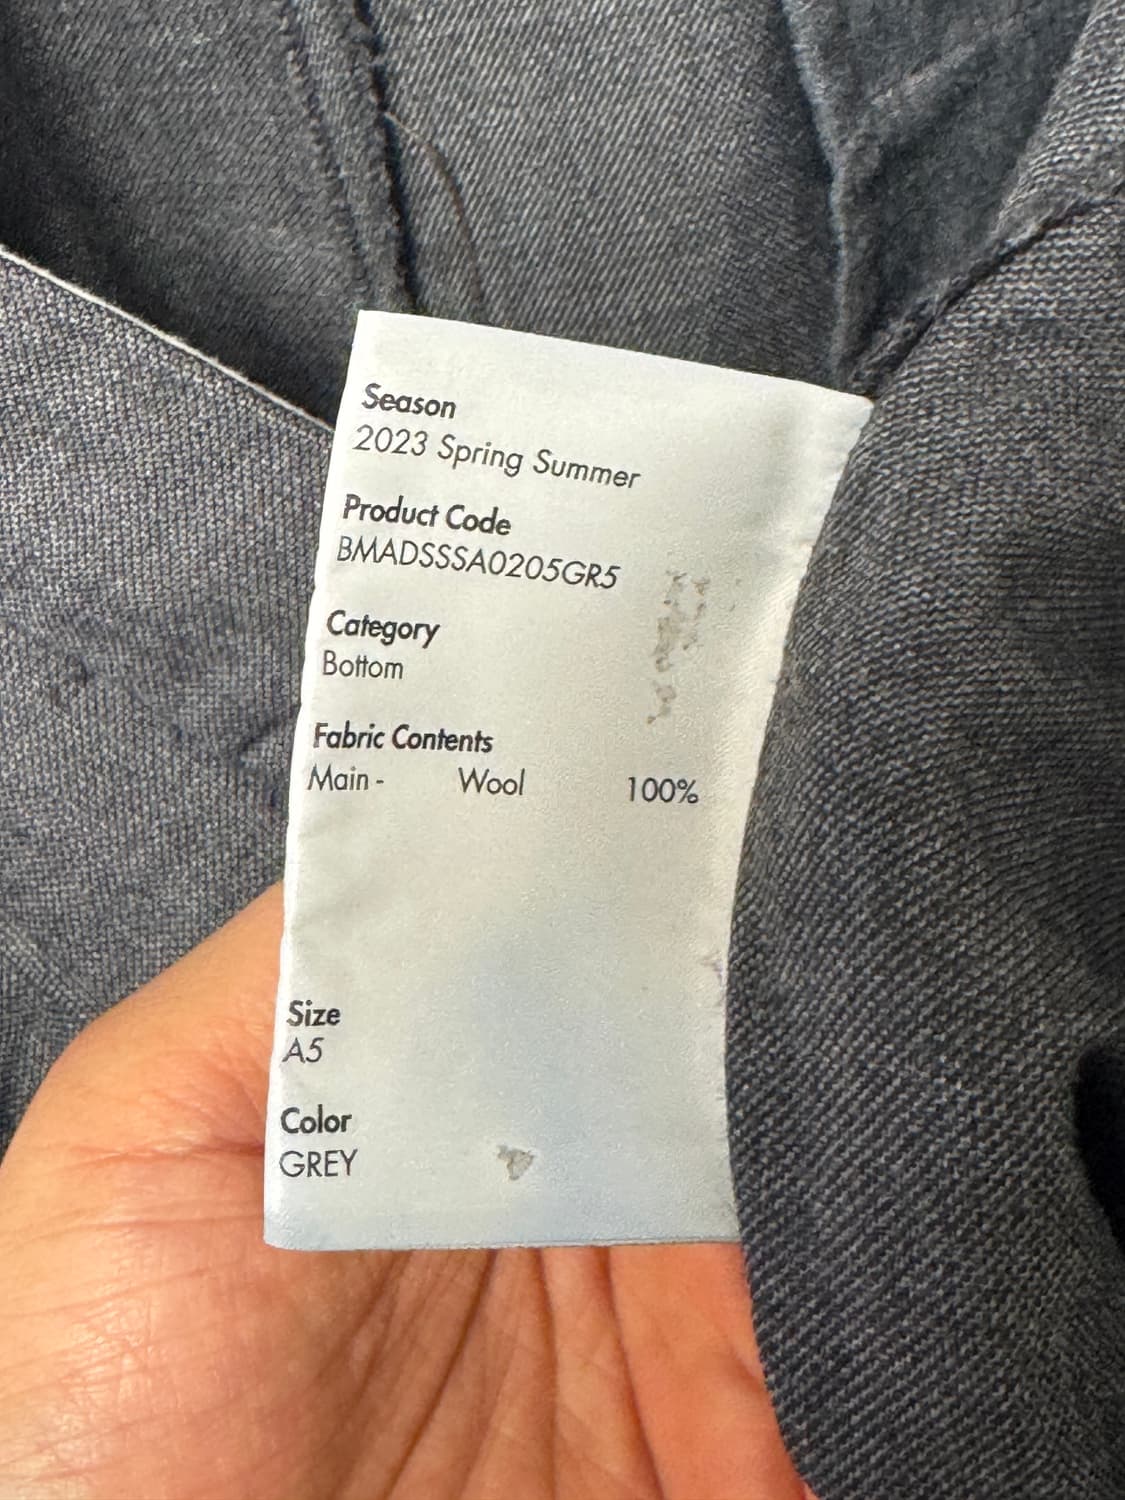 Season
2023 Spring Summer
Product Code
BMADSSSA0205GR5
Category
Bottom
Fabric Contents
Main - Wool 100%
Size
A5
Color
GREY